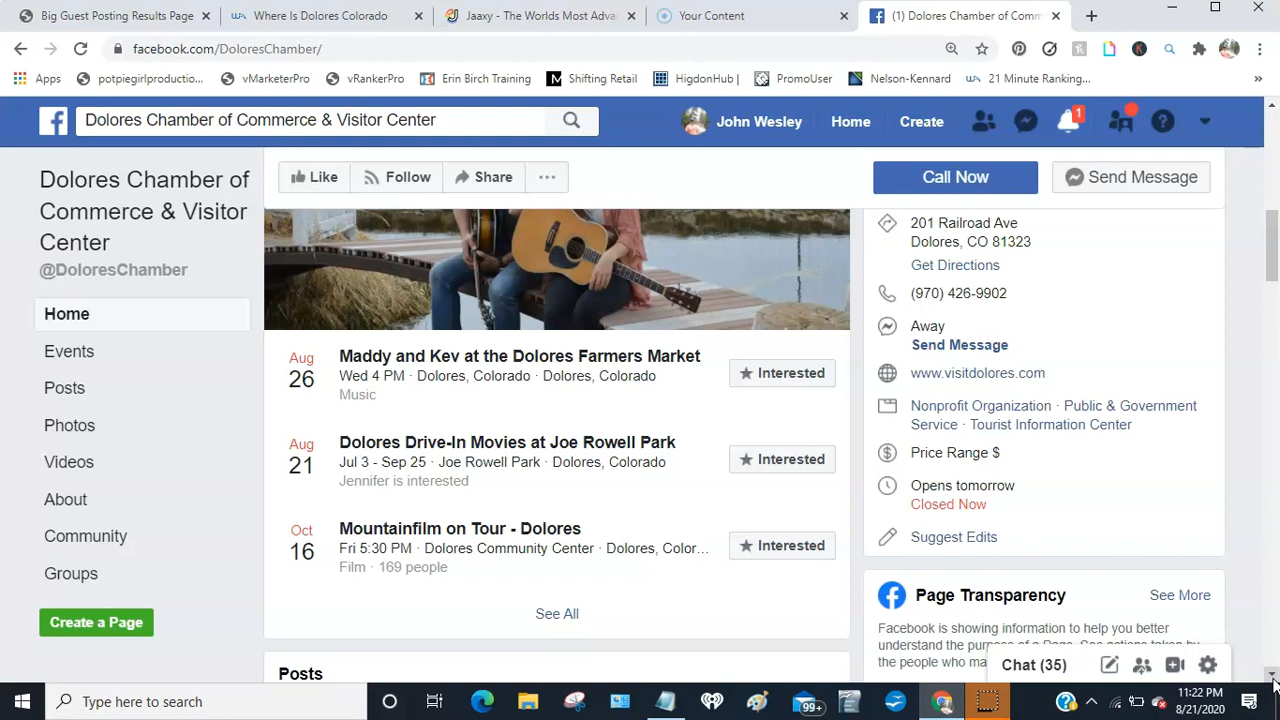 Big Guest Posting Results Page
Where Is Dolores Colorado
Jaaxy - The Worlds Most Adva
Your Content
(1) Dolores Chamber of Comm
facebook.com/DoloresChamber/
Apps
potpiegirlproductio...
vMarketerPro
vRankerPro
Erin Birch Training
Shifting Retail
HigdonHub |
PromoUser
Nelson-Kennard
21 Minute Ranking...
Dolores Chamber of Commerce & Visitor Center
John Wesley
Home
Create
1
Dolores Chamber of
Commerce & Visitor
Center
@DoloresChamber
Home
Events
Posts
Photos
Videos
About
Community
Groups
Create a Page
Like
Follow
Share
Call Now
Send Message
Aug
26
Maddy and Kev at the Dolores Farmers Market
Wed 4 PM · Dolores, Colorado · Dolores, Colorado
Music
Interested
Aug
21
Dolores Drive-In Movies at Joe Rowell Park
Jul 3 - Sep 25 · Joe Rowell Park · Dolores, Colorado
Jennifer is interested
Interested
Oct
16
Mountainfilm on Tour - Dolores
Fri 5:30 PM · Dolores Community Center · Dolores, Color...
Film · 169 people
Interested
See All
Posts
201 Railroad Ave
Dolores, CO 81323
Get Directions
(970) 426-9902
Away
Send Message
www.visitdolores.com
Nonprofit Organization · Public & Government
Service · Tourist Information Center
Price Range $
Opens tomorrow
Closed Now
Suggest Edits
Page Transparency
See More
Facebook is showing information to help you better
understand the purpose of a Page. See actions taken by
the people who ma
Chat (35)
Type here to search
99+
11:22 PM
8/21/2020